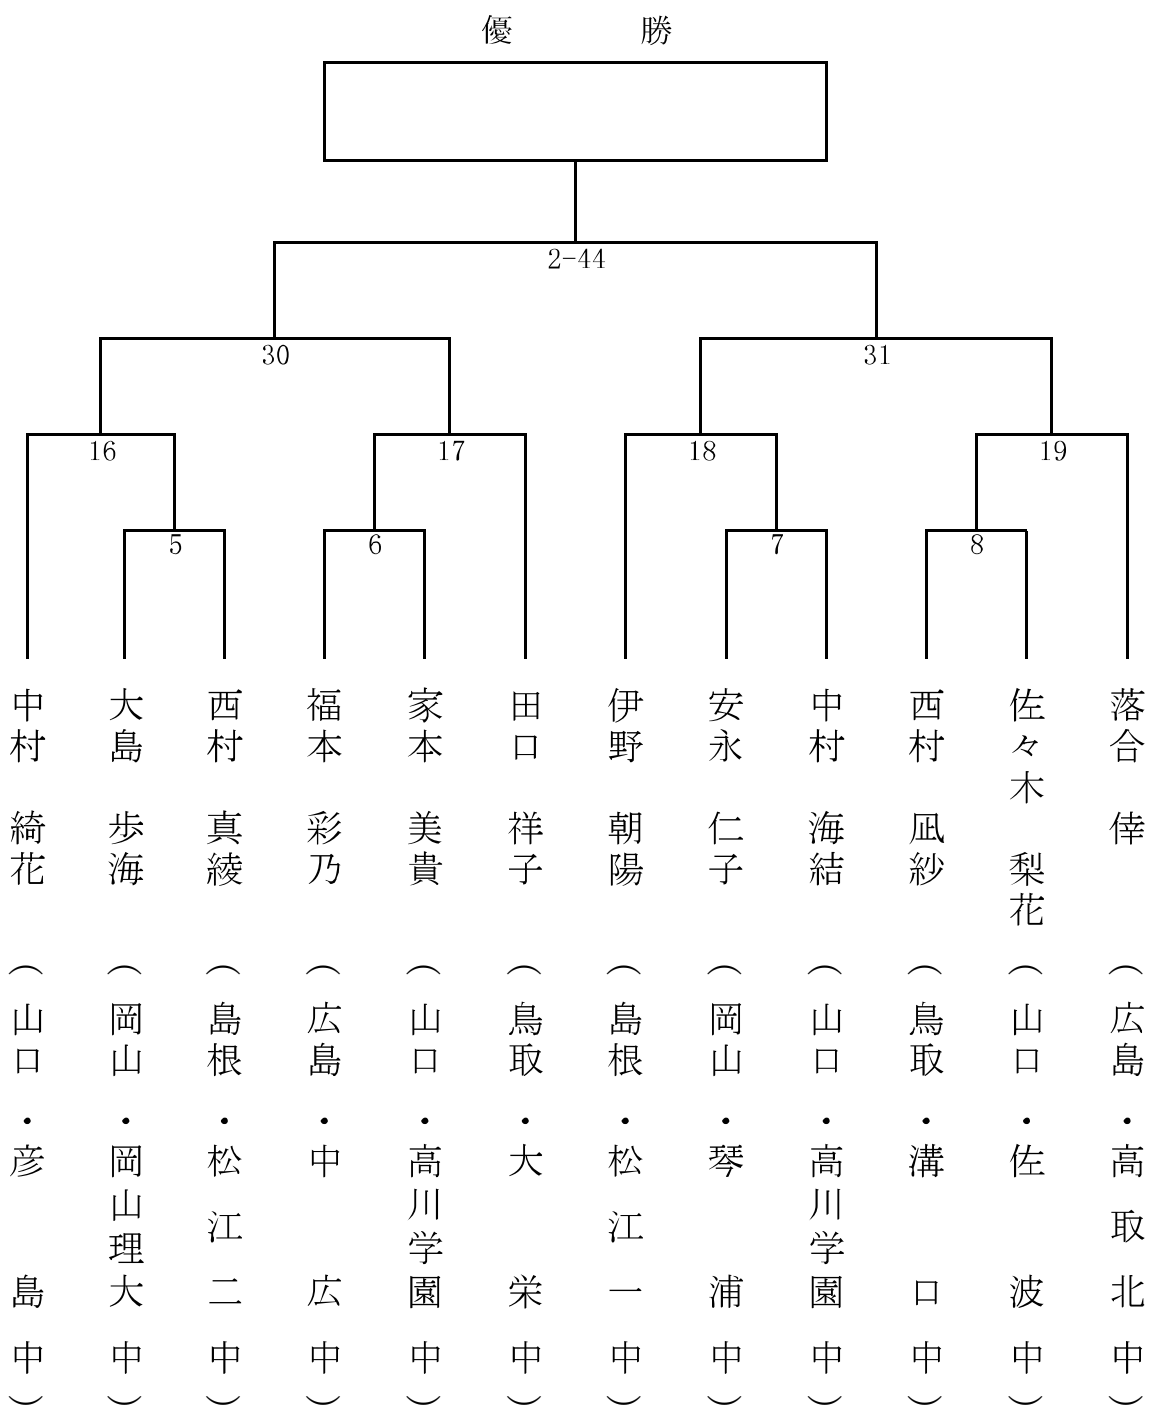 優　勝
2-44
30
31
16
17
18
19
5
6
7
8
中村　綺花（山口・彦島中）
大島　歩海（岡山・岡山理大中）
西村　真綾（島根・松江二中）
福本　彩乃（広島・中広中）
家本　美貴（山口・高川学園中）
田口　祥子（鳥取・大栄中）
伊野　朝陽（島根・松江一中）
安永　仁子（岡山・琴浦中）
中村　海結（山口・高川学園中）
西村　凪紗（鳥取・溝口中）
佐々木　梨花（山口・佐波中）
落合　倖（広島・高取北中）